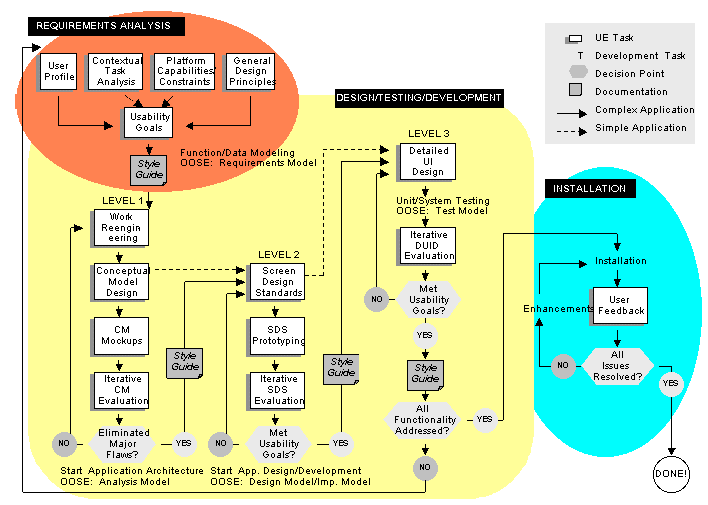 REQUIREMENTS ANALYSIS
User
Profile
Contextual
Task
Analysis
Platform
Capabilities/
Constraints
General
Design
Principles
Usability
Goals
Style
Guide
Function/Data Modeling
OOSE: Requirements Model
UE Task
T Development Task
Decision Point
Documentation
Complex Application
Simple Application
DESIGN/TESTING/DEVELOPMENT
LEVEL 1
Work
Reengin
eering
Conceptual
Model
Design
CM
Mockups
Iterative
CM
Evaluation
Eliminated
Major
Flaws?
NO
YES
Style
Guide
Start Application Architecture
OOSE: Analysis Model
LEVEL 2
Screen
Design
Standards
SDS
Prototyping
Iterative
SDS
Evaluation
Met
Usability
Goals?
NO
YES
Style
Guide
Start App. Design/Development
OOSE: Design Model/Imp. Model
LEVEL 3
Detailed
UI
Design
Unit/System Testing
OOSE: Test Model
Iterative
DUID
Evaluation
Met
Usability
Goals?
NO
YES
Style
Guide
All
Functionality
Addressed?
YES
NO
INSTALLATION
Installation
Enhancements
User
Feedback
All
Issues
Resolved?
NO
YES
DONE!